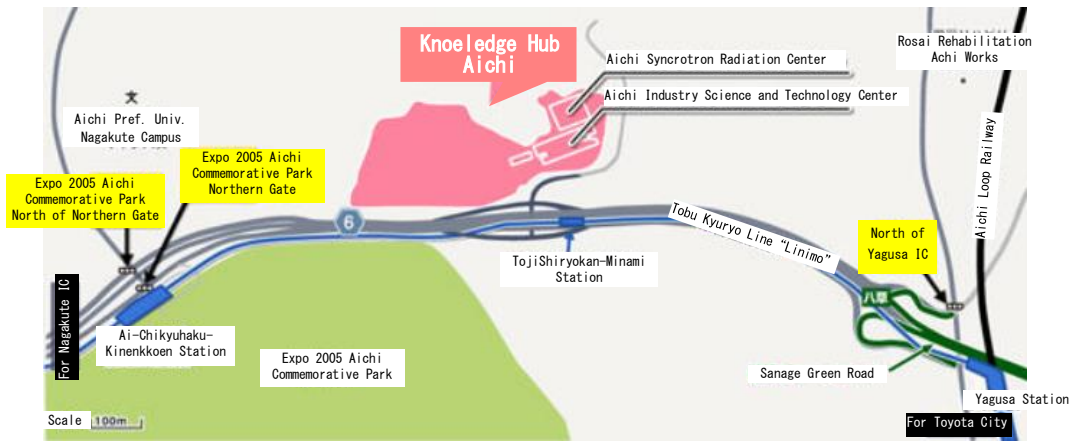 Knoeledge Hub
Aichi
Aichi Syncrotron Radiation Center
Aichi Industry Science and Technology Center
Rosai Rehabilitation
Achi Works
文
Aichi Pref. Univ.
Nagakute Campus
Expo 2005 Aichi
Commemorative Park
Northern Gate
Expo 2005 Aichi
Commemorative Park
North of Northern Gate
6
Aichi Loop Railway
Tobu Kyuryo Line “Linimo”
North of
Yagusa IC
TojiShiryokan-Minami
Station
八草
For Nagakute IC
Ai-Chikyuhaku-
Kinenkkoen Station
Expo 2005 Aichi
Commemorative Park
Sanage Green Road
Yagusa Station
Scale
100m
For Toyota City